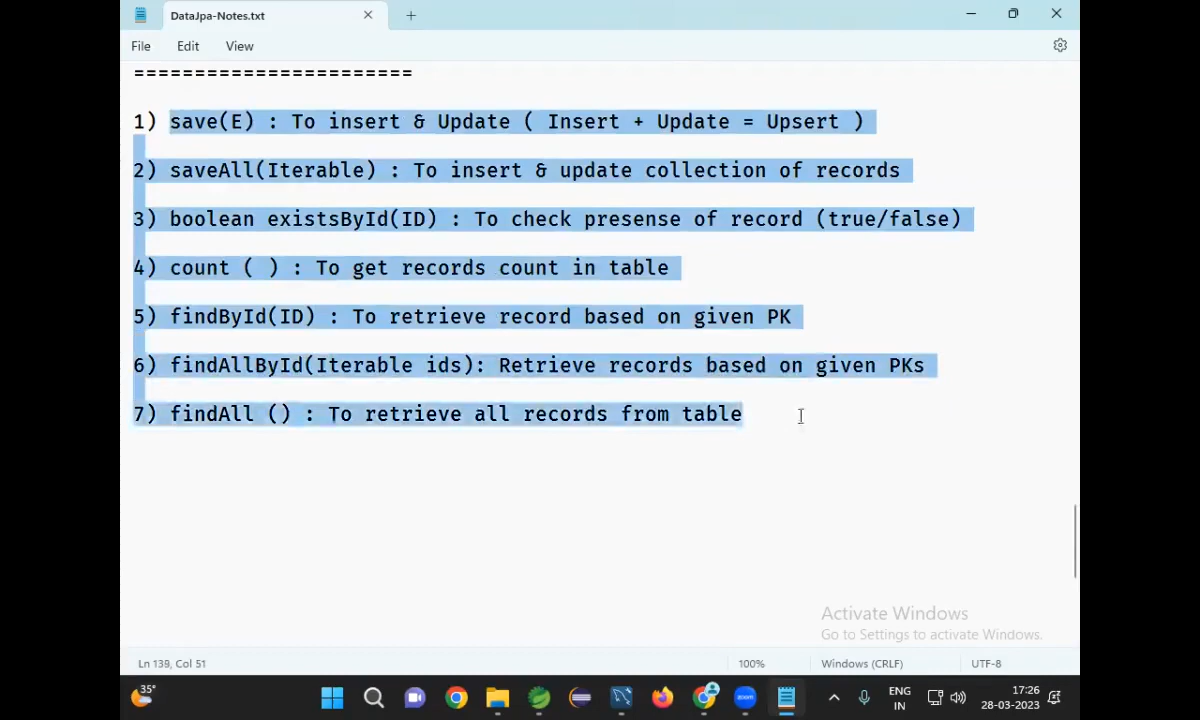 DataJpa-Notes.txt
File Edit View
=======================
1) save(E) : To insert & Update ( Insert + Update = Upsert )
2) saveAll(Iterable) : To insert & update collection of records
3) boolean existsById(ID) : To check presense of record (true/false)
4) count ( ) : To get records count in table
5) findById(ID) : To retrieve record based on given PK
6) findAllById(Iterable ids): Retrieve records based on given PKs
7) findAll () : To retrieve all records from table
Activate Windows
Go to Settings to activate Windows.
Ln 139, Col 51 100% Windows (CRLF) UTF-8
35° zoom ENG 17:26
IN 28-03-2023